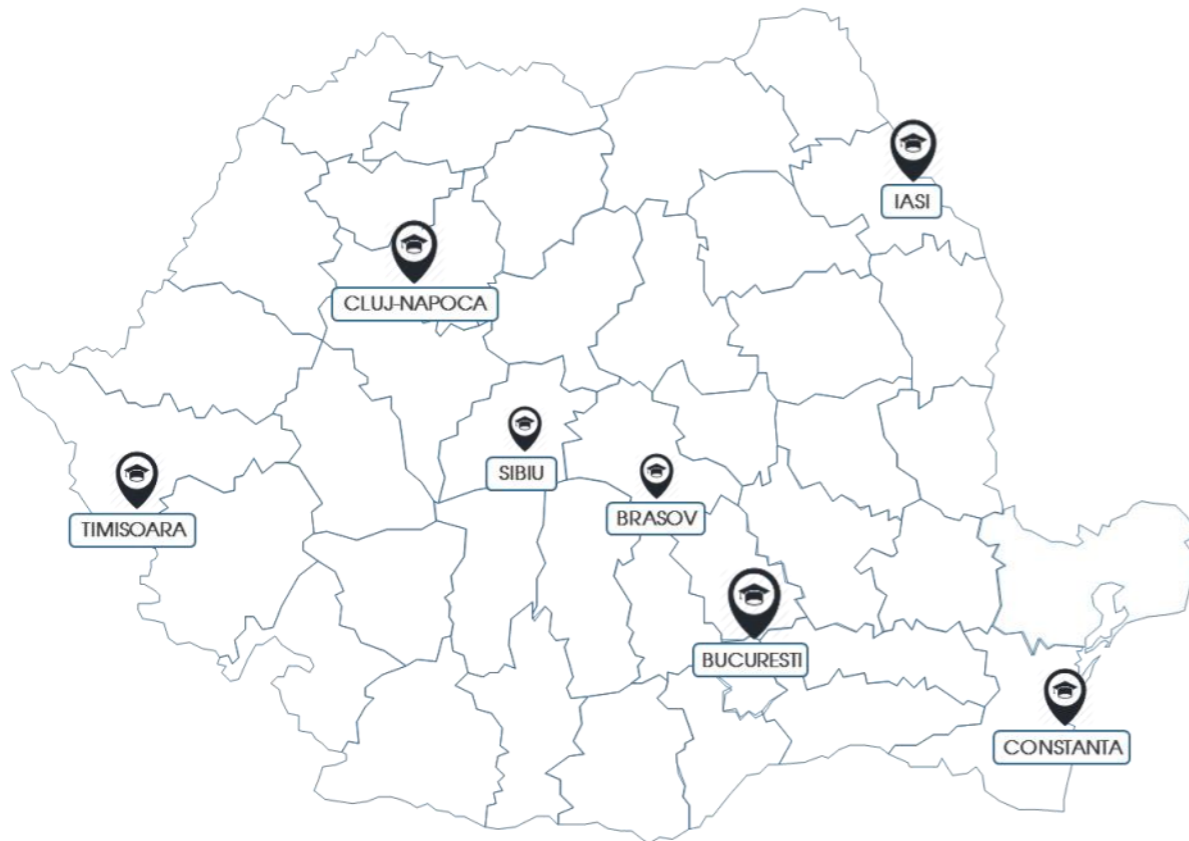 IASI
CLUJ-NAPOCA
SIBIU
BRASOV
TIMISOARA
BUCURESTI
CONSTANTA